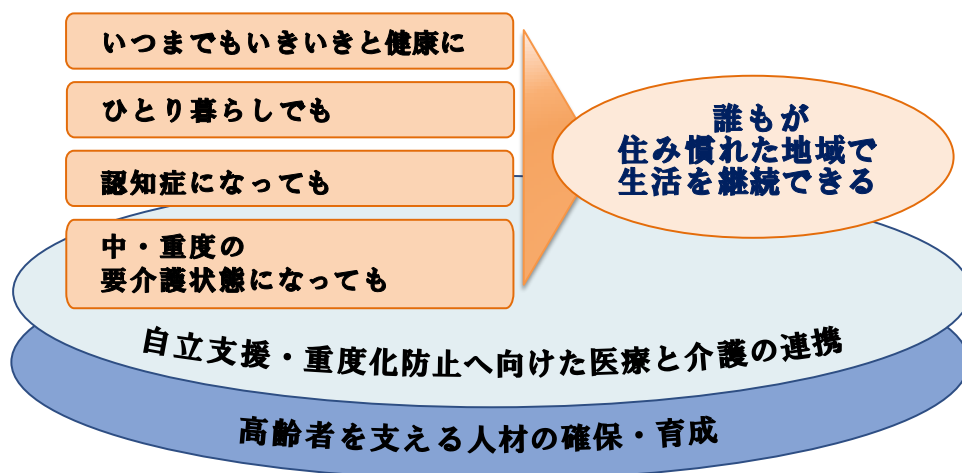 いつまでもいきいきと健康に
ひとり暮らしでも
認知症になっても
中・重度の
要介護状態になっても
誰もが
住み慣れた地域で
生活を継続できる
自立支援・重度化防止へ向けた医療と介護の連携
高齢者を支える人材の確保・育成